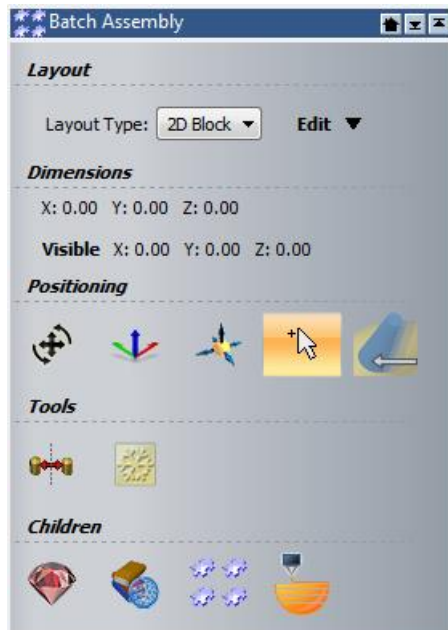 Batch Assembly
Layout
Layout Type: 2D Block Edit
Dimensions
X: 0.00 Y: 0.00 Z: 0.00
Visible X: 0.00 Y: 0.00 Z: 0.00
Positioning
Tools
Children